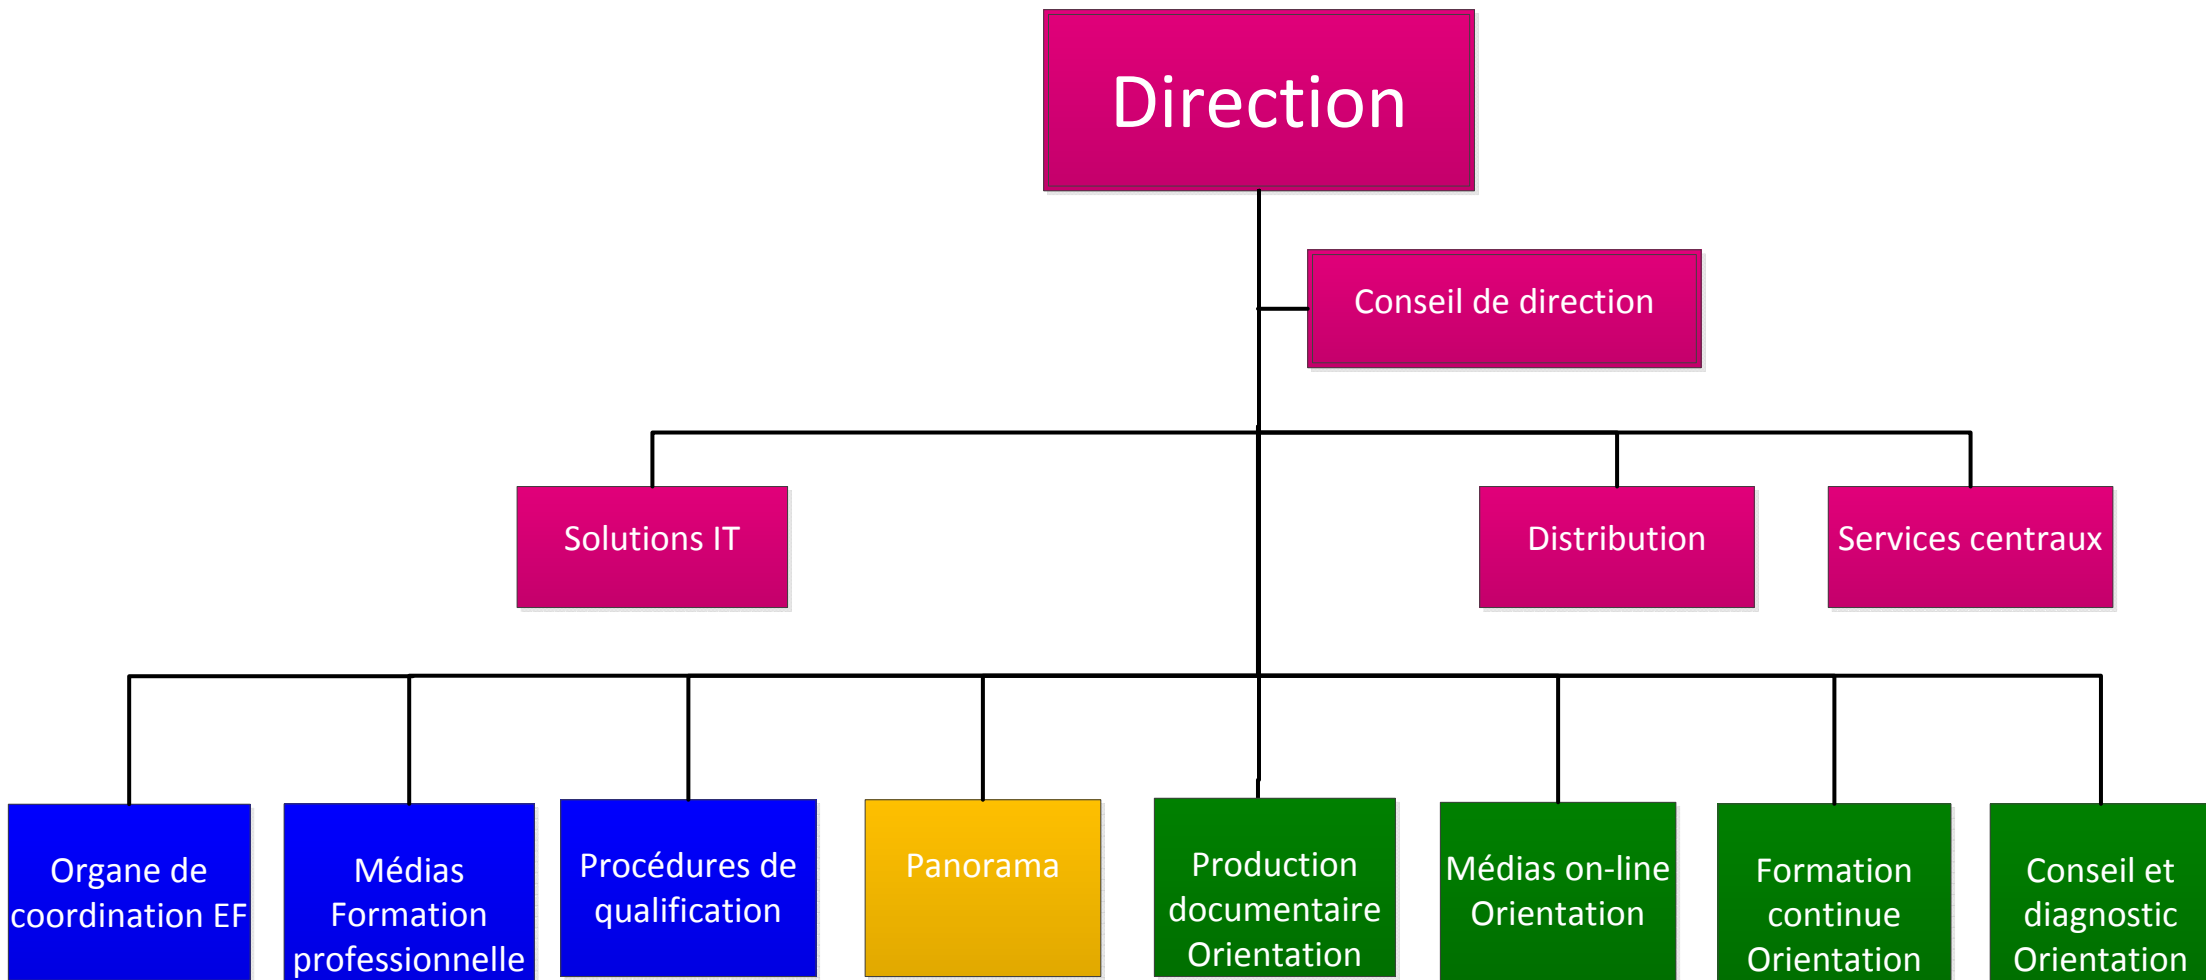 Direction
Conseil de direction
Solutions IT
Distribution
Services centraux
Organe de
coordination EF
Médias
Formation
professionnelle
Procédures de
qualification
Panorama
Production
documentaire
Orientation
Médias on-line
Orientation
Formation
continue
Orientation
Conseil et
diagnostic
Orientation